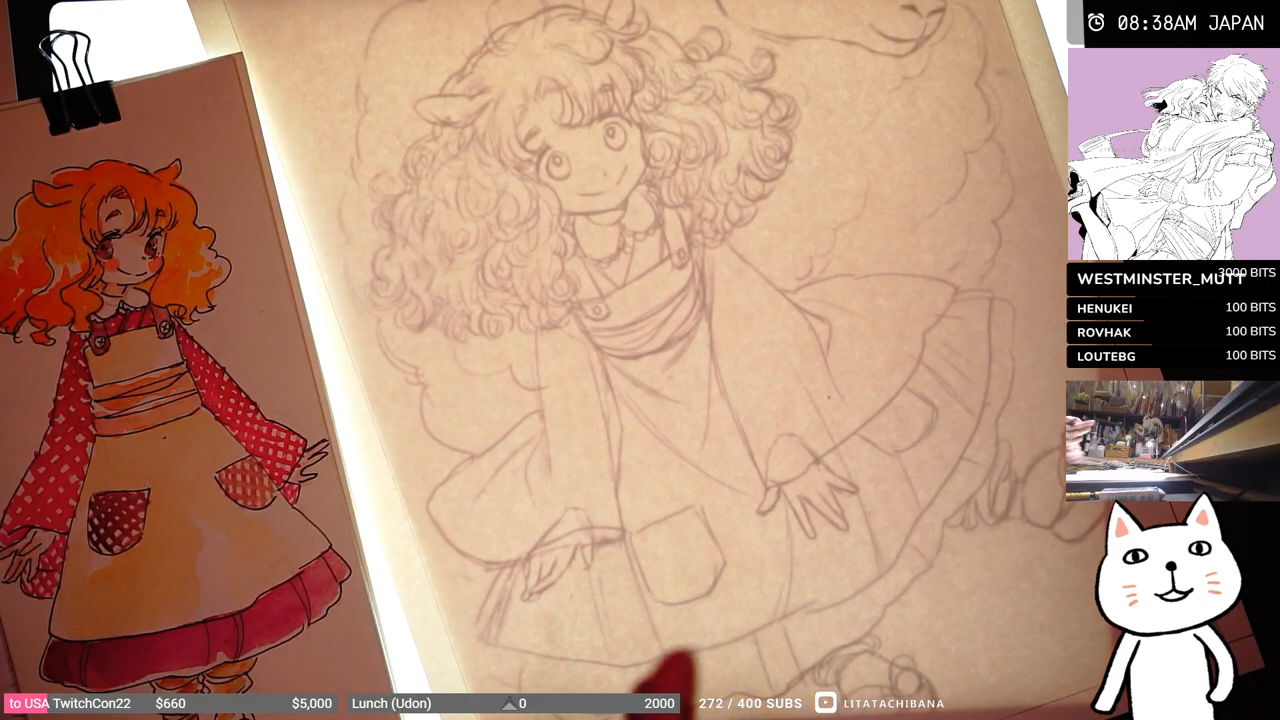 08:38AM JAPAN
3000 BITS
WESTMINSTER_MUTT
HENUKEI 100 BITS
ROVHAK 100 BITS
LOUTEBG 100 BITS
to USA TwitchCon22 $660 $5,000 Lunch (Udon) 0 2000 272 / 400 SUBS LITATACHIBANA